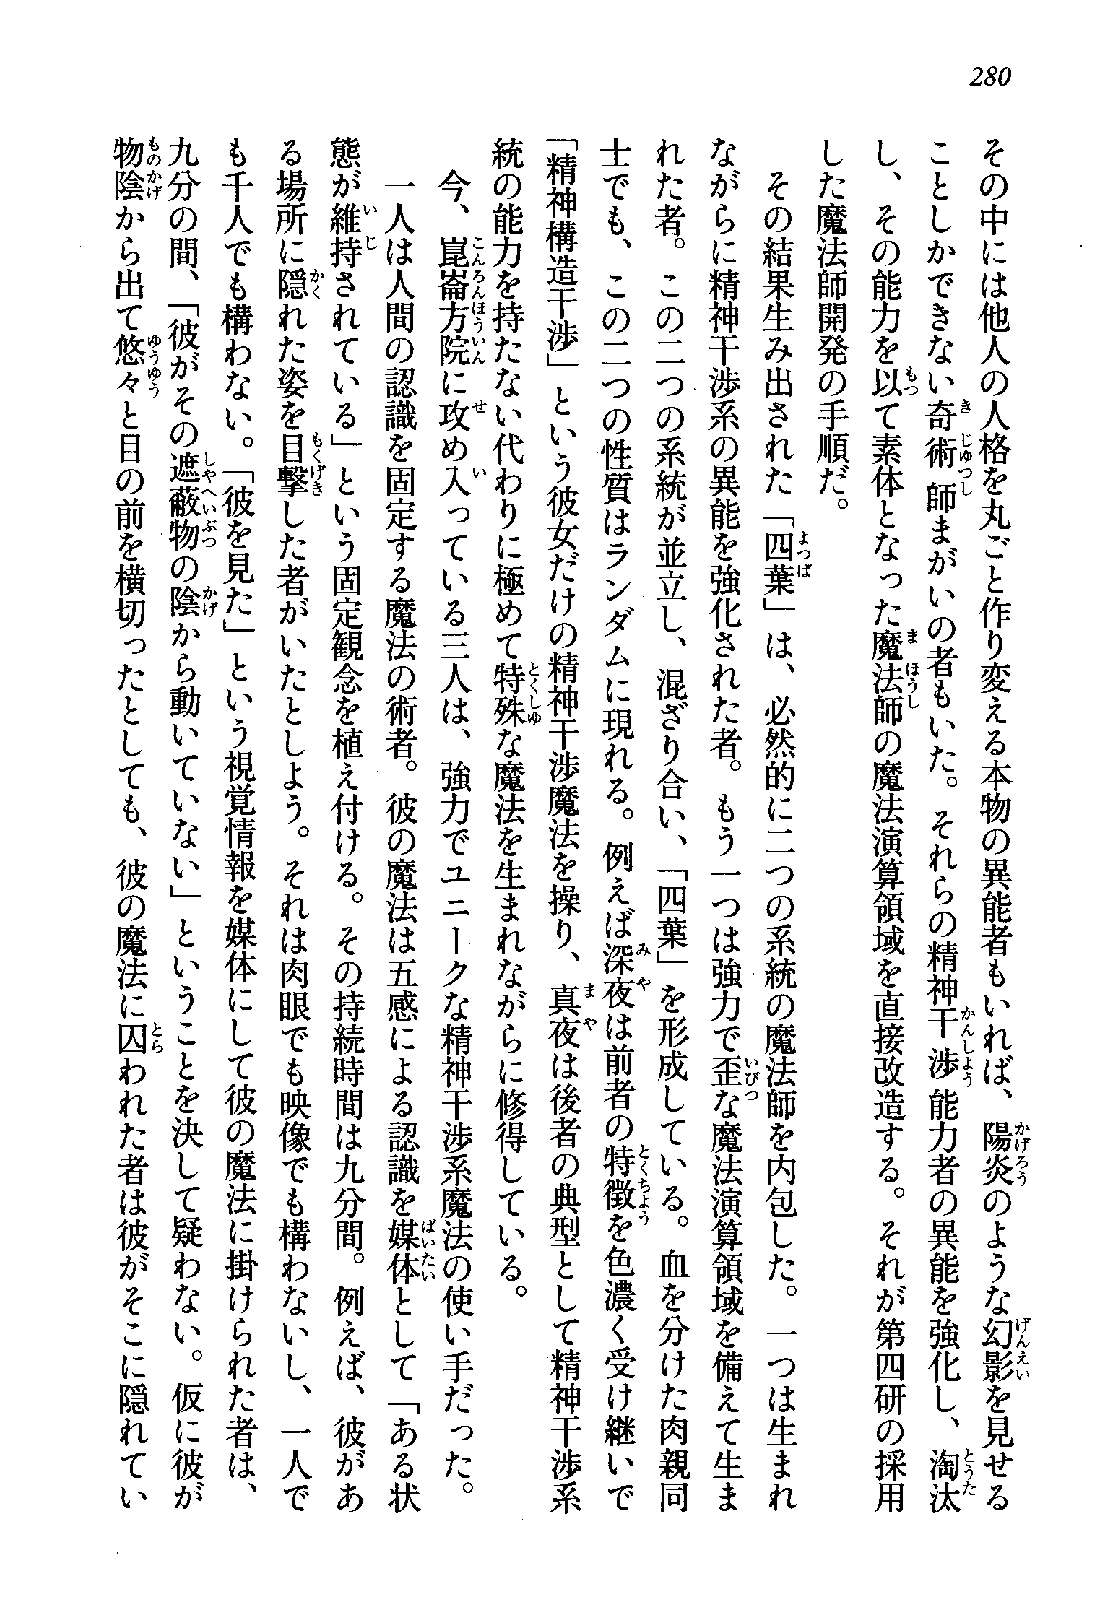 280
その中には他人の人格を丸ごと作り変える本物の異能者もいれば、陽炎のような幻影を見せる
ことしかできない奇術師まがいの者もいた。それらの精神干渉能力者の異能を強化し、淘汰
し、その能力を以て素体となった魔法師の魔法演算領域を直接改造する。それが第四研の採用
した魔法師開発の手順だ。
　その結果生み出された「四葉」は、必然的に二つの系統の魔法師を内包した。一つは生まれ
ながらに精神干渉系の異能を強化された者。もう一つは強力で歪な魔法演算領域を備えて生ま
れた者。この二つの系統が並立し、混ざり合い、「四葉」を形成している。血を分けた肉親同
士でも、この二つの性質はランダムに現れる。例えば深夜は前者の特徴を色濃く受け継いで
「精神構造干渉」という彼女だけの精神干渉魔法を操り、真夜は後者の典型として精神干渉系
統の能力を持たない代わりに極めて特殊な魔法を生まれながらに修得している。
　今、崑崙方院に攻め入っている三人は、強力でユニークな精神干渉系魔法の使い手だった。
　一人は人間の認識を固定する魔法の術者。彼の魔法は五感による認識を媒体として「ある状
態が維持されている」という固定観念を植え付ける。その持続時間は九分間。例えば、彼があ
る場所に隠れた姿を目撃した者がいたとしよう。それは肉眼でも映像でも構わないし、一人で
も千人でも構わない。「彼を見た」という視覚情報を媒体にして彼の魔法に掛けられた者は、
九分の間、「彼がその遮蔽物の陰から動いていない」ということを決して疑わない。仮に彼が
物陰から出て悠々と目の前を横切ったとしても、彼の魔法に囚われた者は彼がそこに隠れてい